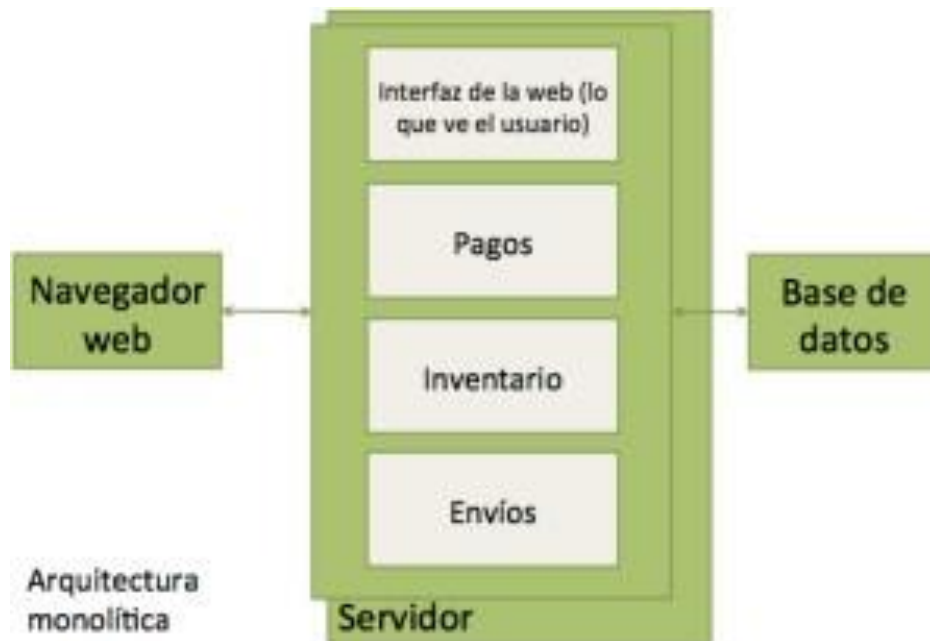 Interfaz de la web (lo
que ve el usuario)
Pagos
Navegador
web
Base de
datos
Inventario
Envíos
Arquitectura
monolítica
Servidor